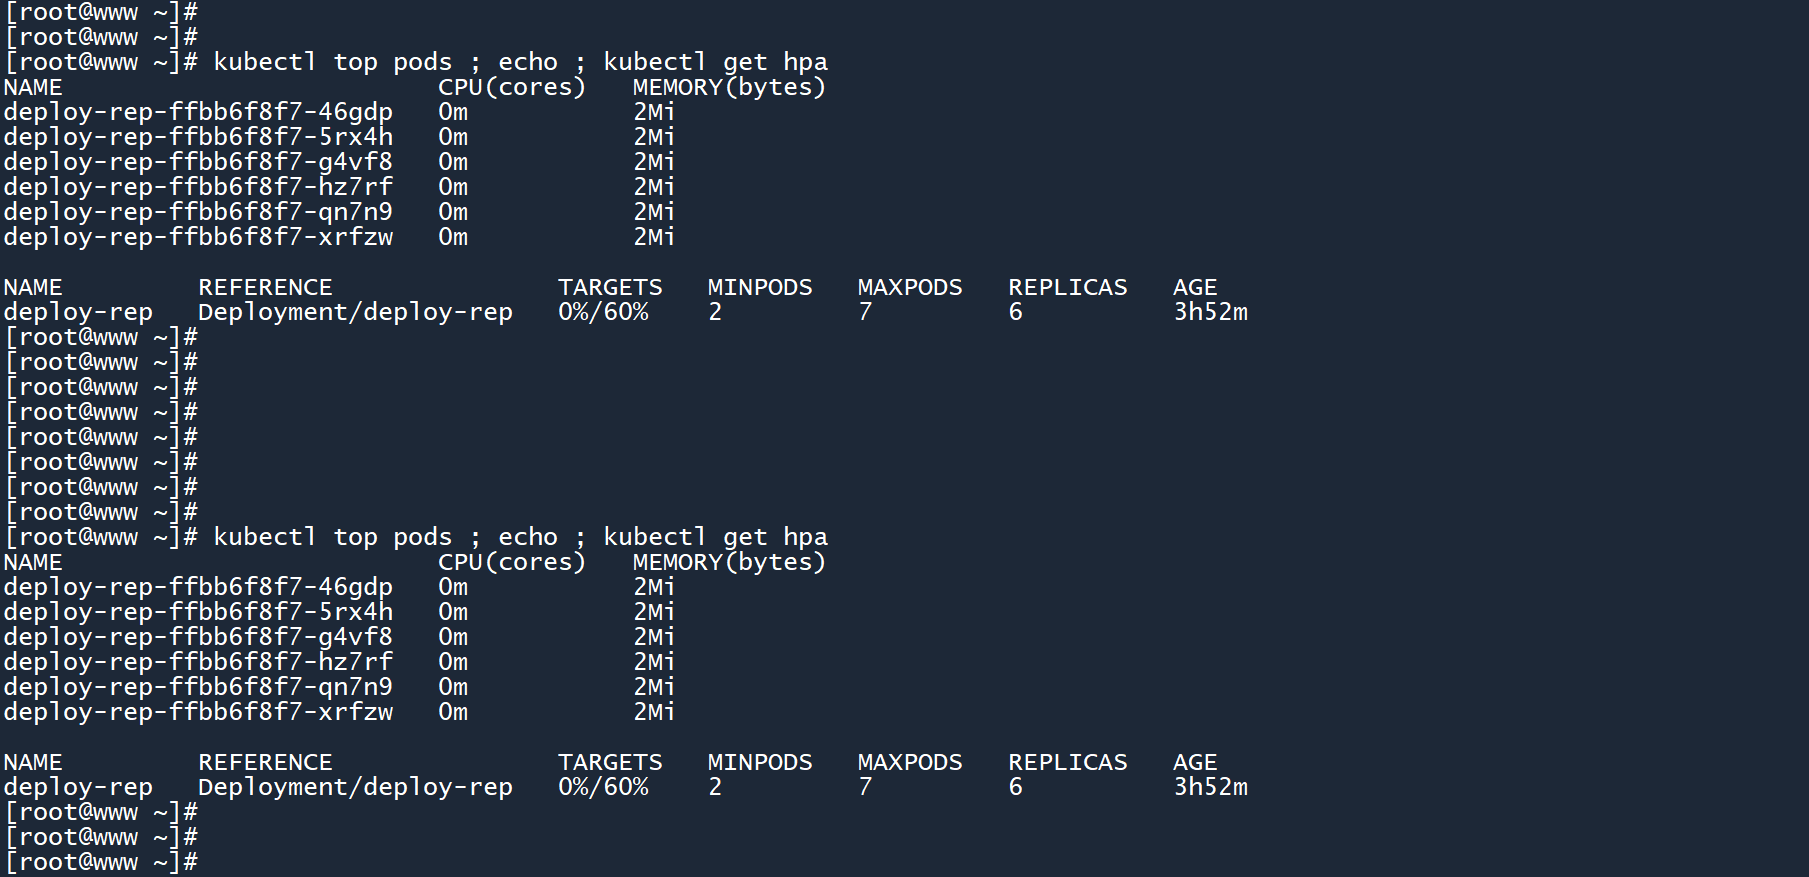 [root@www ~]#
[root@www ~]#
[root@www ~]# kubectl top pods ; echo ; kubectl get hpa
NAME                         CPU(cores)   MEMORY(bytes)
deploy-rep-ffbb6f8f7-46gdp   0m           2Mi
deploy-rep-ffbb6f8f7-5rx4h   0m           2Mi
deploy-rep-ffbb6f8f7-g4vf8   0m           2Mi
deploy-rep-ffbb6f8f7-hz7rf   0m           2Mi
deploy-rep-ffbb6f8f7-qn7n9   0m           2Mi
deploy-rep-ffbb6f8f7-xrfzw   0m           2Mi

NAME         REFERENCE               TARGETS   MINPODS   MAXPODS   REPLICAS   AGE
deploy-rep   Deployment/deploy-rep   0%/60%    2         7         6          3h52m
[root@www ~]#
[root@www ~]#
[root@www ~]#
[root@www ~]#
[root@www ~]#
[root@www ~]#
[root@www ~]#
[root@www ~]#
[root@www ~]# kubectl top pods ; echo ; kubectl get hpa
NAME                         CPU(cores)   MEMORY(bytes)
deploy-rep-ffbb6f8f7-46gdp   0m           2Mi
deploy-rep-ffbb6f8f7-5rx4h   0m           2Mi
deploy-rep-ffbb6f8f7-g4vf8   0m           2Mi
deploy-rep-ffbb6f8f7-hz7rf   0m           2Mi
deploy-rep-ffbb6f8f7-qn7n9   0m           2Mi
deploy-rep-ffbb6f8f7-xrfzw   0m           2Mi

NAME         REFERENCE               TARGETS   MINPODS   MAXPODS   REPLICAS   AGE
deploy-rep   Deployment/deploy-rep   0%/60%    2         7         6          3h52m
[root@www ~]#
[root@www ~]#
[root@www ~]#